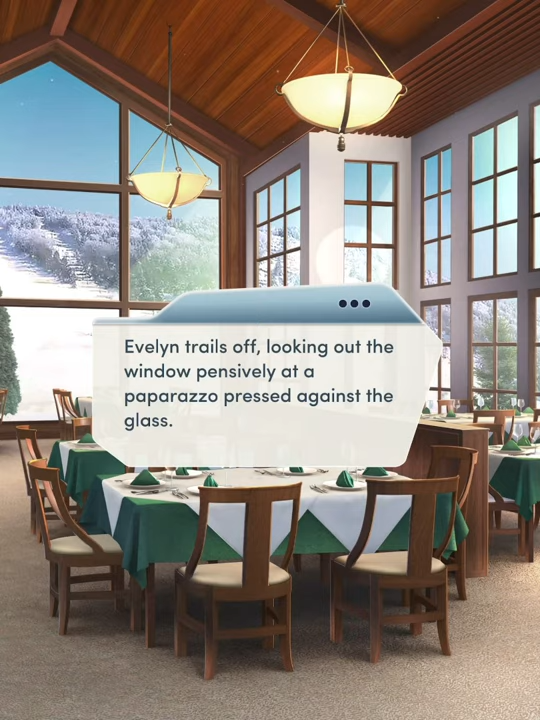 Evelyn trails off, looking out the
window pensively at a
paparazzo pressed against the
glass.